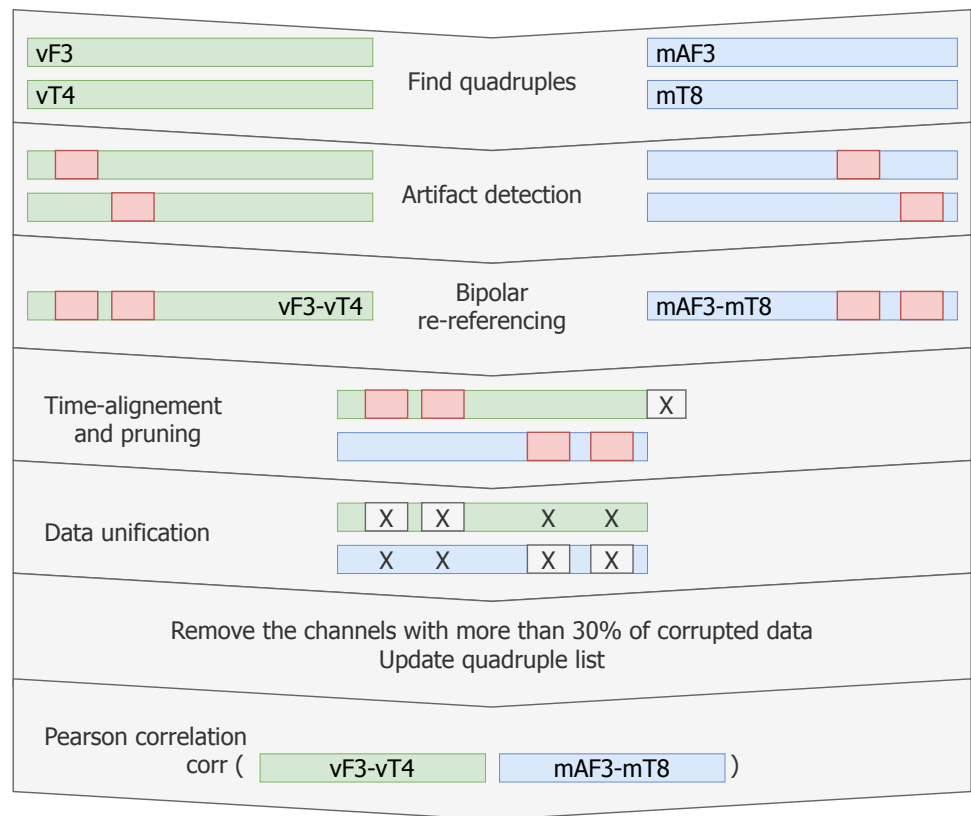 vF3
vT4
Find quadruples
mAF3
mT8
Artifact detection
vF3-vT4
Bipolar
re-referencing
mAF3-mT8
Time-alignement
and pruning
X
Data unification
X X X X
X X X X
Remove the channels with more than 30% of corrupted data
Update quadruple list
Pearson correlation
corr ( vF3-vT4 mAF3-mT8 )